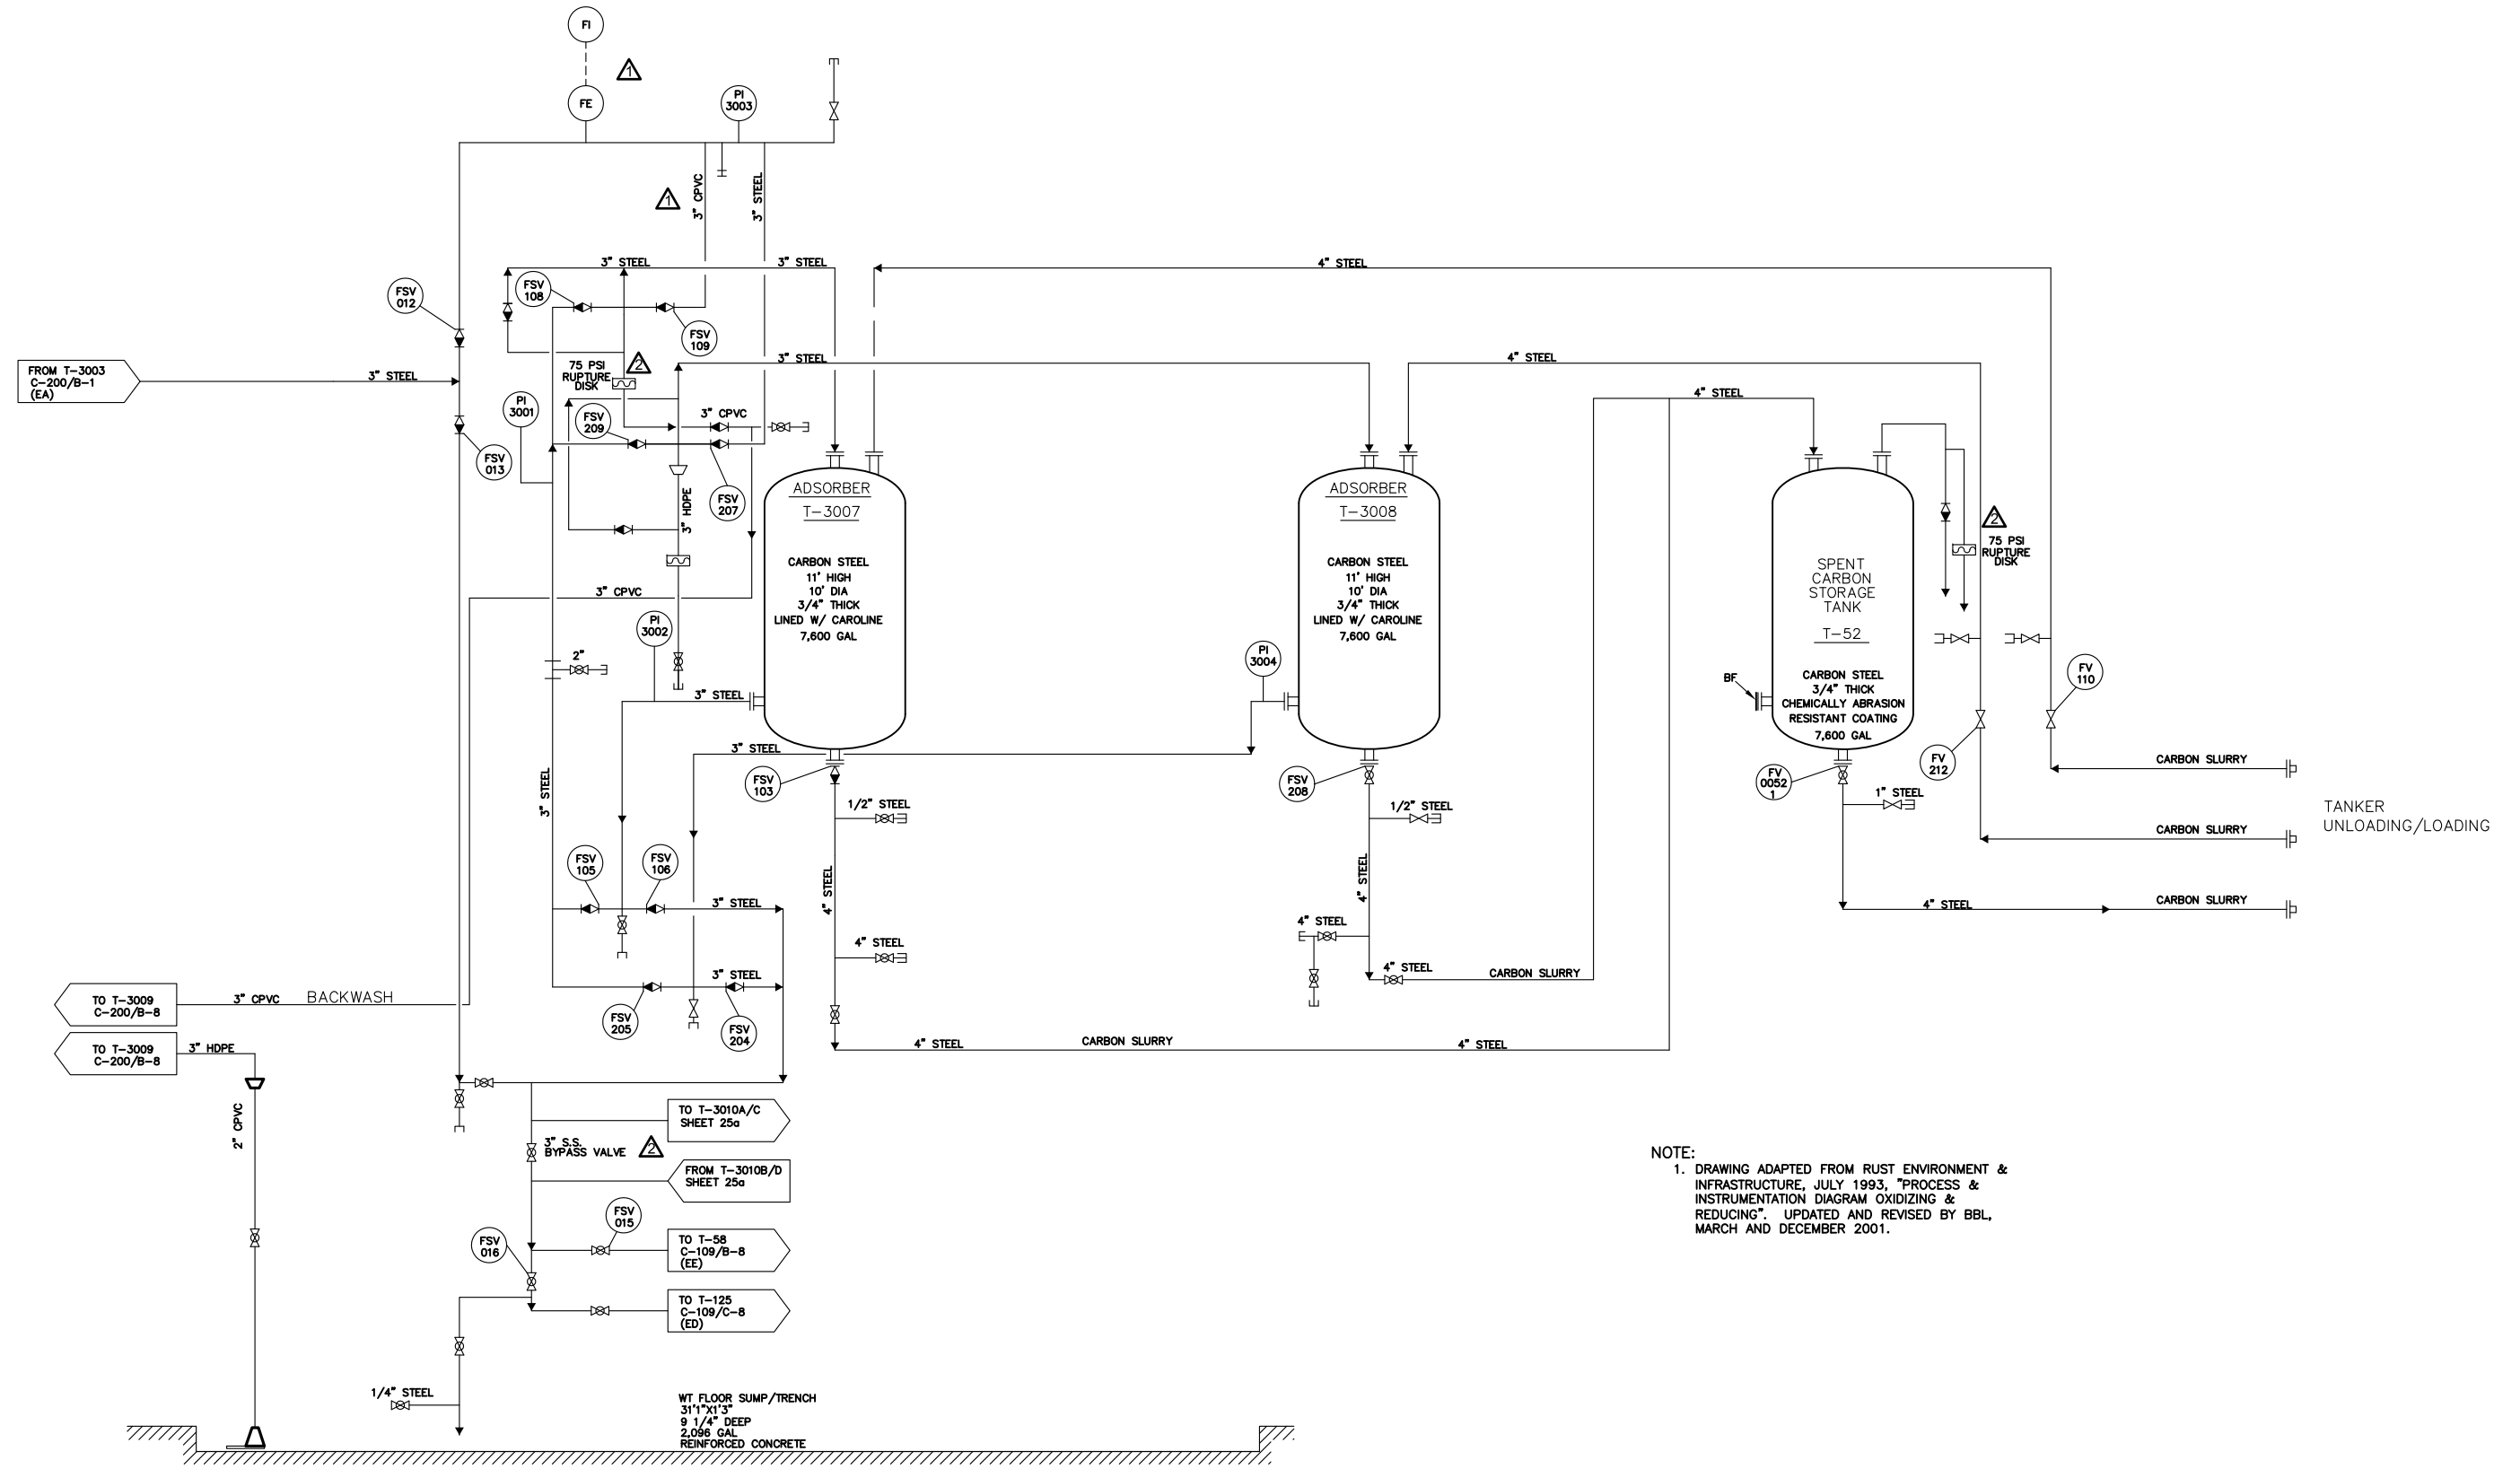 FI
1
FE
PI
3003
3" CPVC
3" STEEL
1
3" STEEL
3" STEEL
4" STEEL
FSV
012
FSV
108
FSV
109
FROM T-3003
C-200/B-1
(EA)
3" STEEL
75 PSI
RUPTURE
DISK
2
3" STEEL
4" STEEL
4" STEEL
PI
3001
FSV
209
3" CPVC
FSV
013
FSV
207
3" HDPE
ADSORBER
T-3007
CARBON STEEL
11' HIGH
10' DIA
3/4" THICK
LINED W/ CAROLINE
7,600 GAL
ADSORBER
T-3008
CARBON STEEL
11' HIGH
10' DIA
3/4" THICK
LINED W/ CAROLINE
7,600 GAL
SPENT
CARBON
STORAGE
TANK
T-52
CARBON STEEL
3/4" THICK
CHEMICALLY ABRASION
RESISTANT COATING
7,600 GAL
2
75 PSI
RUPTURE
DISK
3" CPVC
PI
3002
2"
3" STEEL
PI
3004
BF
FV
110
FV
212
3" STEEL
3" STEEL
FSV
103
FSV
208
FV
0052
1
1/2" STEEL
1/2" STEEL
1" STEEL
CARBON SLURRY
TANKER
UNLOADING/LOADING
CARBON SLURRY
FSV
105
FSV
106
3" STEEL
4" STEEL
4" STEEL
4" STEEL
CARBON SLURRY
4" STEEL
4" STEEL
3" STEEL
4" STEEL
CARBON SLURRY
TO T-3009
C-200/B-8
3" CPVC
BACKWASH
FSV
205
FSV
204
TO T-3009
C-200/B-8
3" HDPE
4" STEEL
CARBON SLURRY
4" STEEL
2" CPVC
TO T-3010A/C
SHEET 25a
3" S.S.
BYPASS VALVE
2
FROM T-3010B/D
SHEET 25a
FSV
015
FSV
016
TO T-58
C-109/B-8
(EE)
TO T-125
C-109/C-8
(ED)
1/4" STEEL
WT FLOOR SUMP/TRENCH
31'1"X1'3"
9 1/4" DEEP
2,096 GAL
REINFORCED CONCRETE
NOTE:
1. DRAWING ADAPTED FROM RUST ENVIRONMENT &
INFRASTRUCTURE, JULY 1993, "PROCESS &
INSTRUMENTATION DIAGRAM OXIDIZING &
REDUCING". UPDATED AND REVISED BY BBL,
MARCH AND DECEMBER 2001.